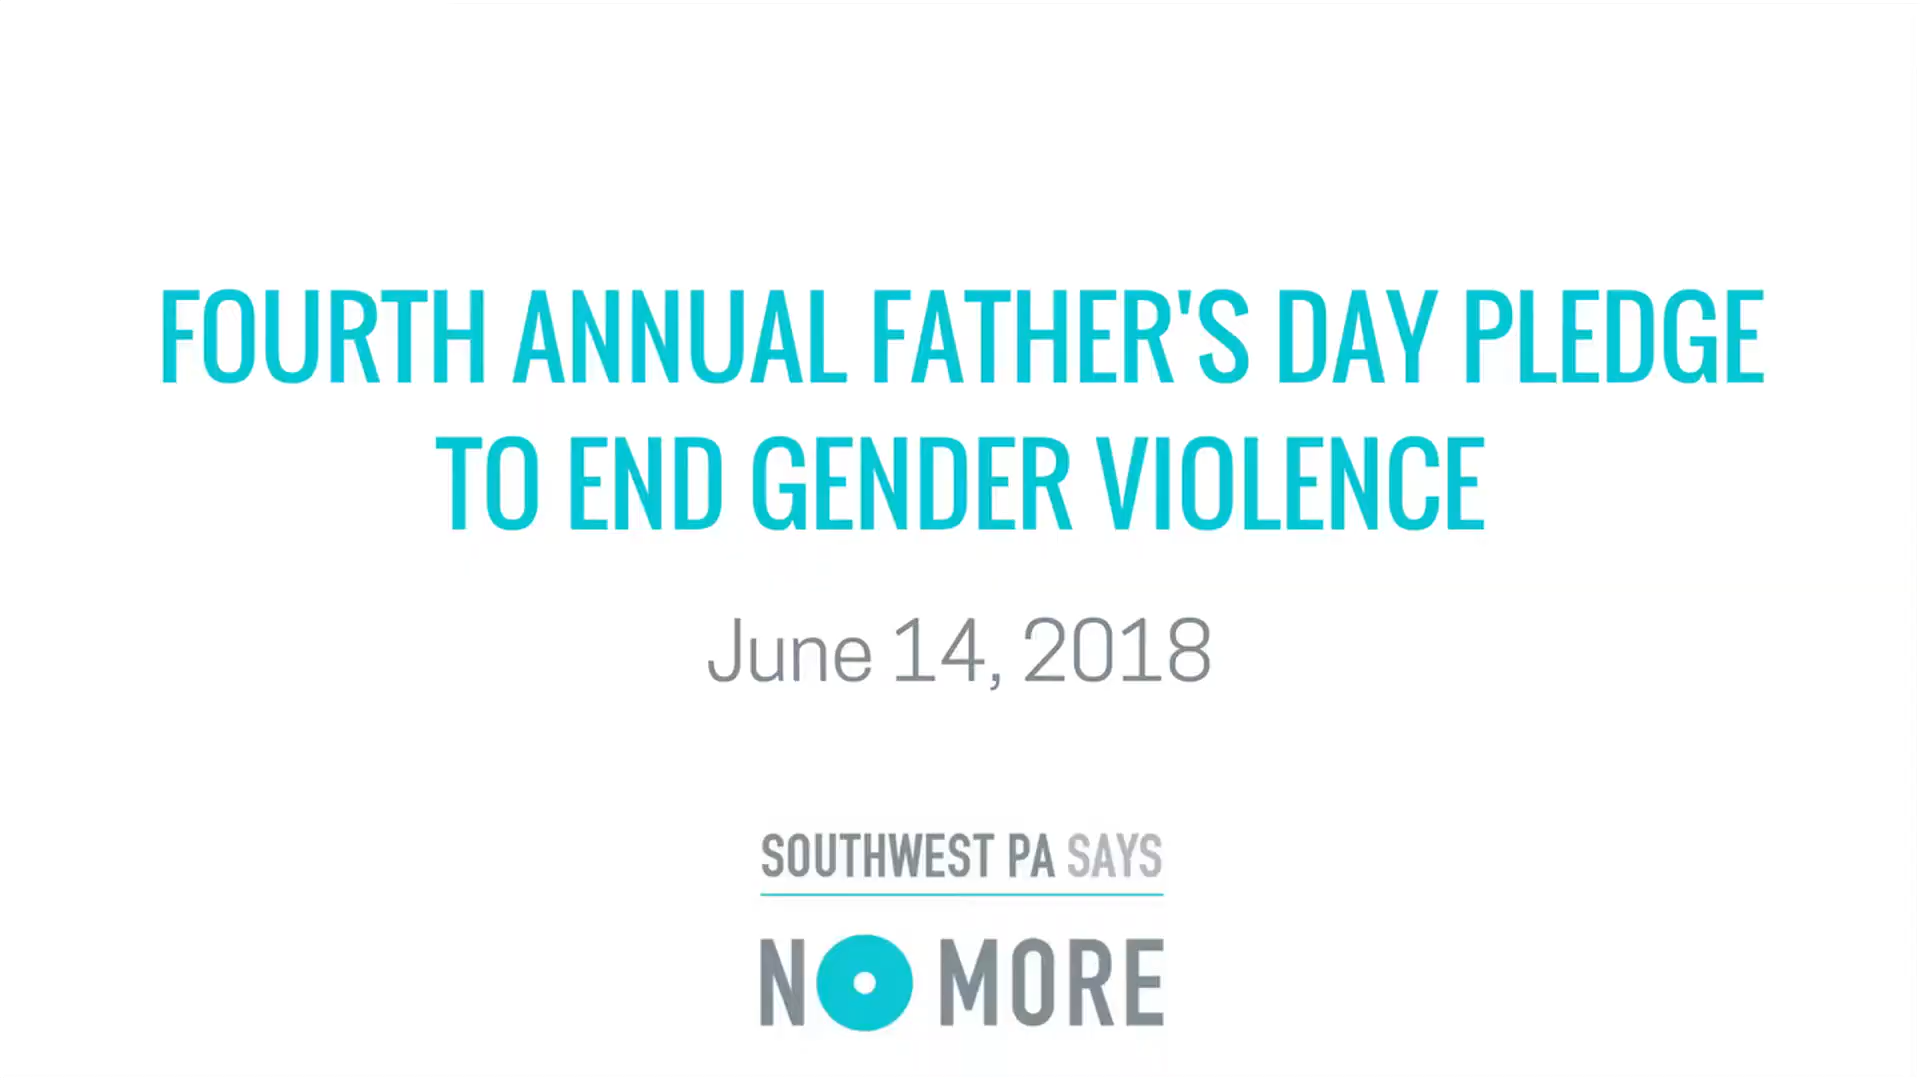 FOURTH ANNUAL FATHER'S DAY PLEDGE
TO END GENDER VIOLENCE
June 14, 2018
SOUTHWEST PA SAYS
NO MORE